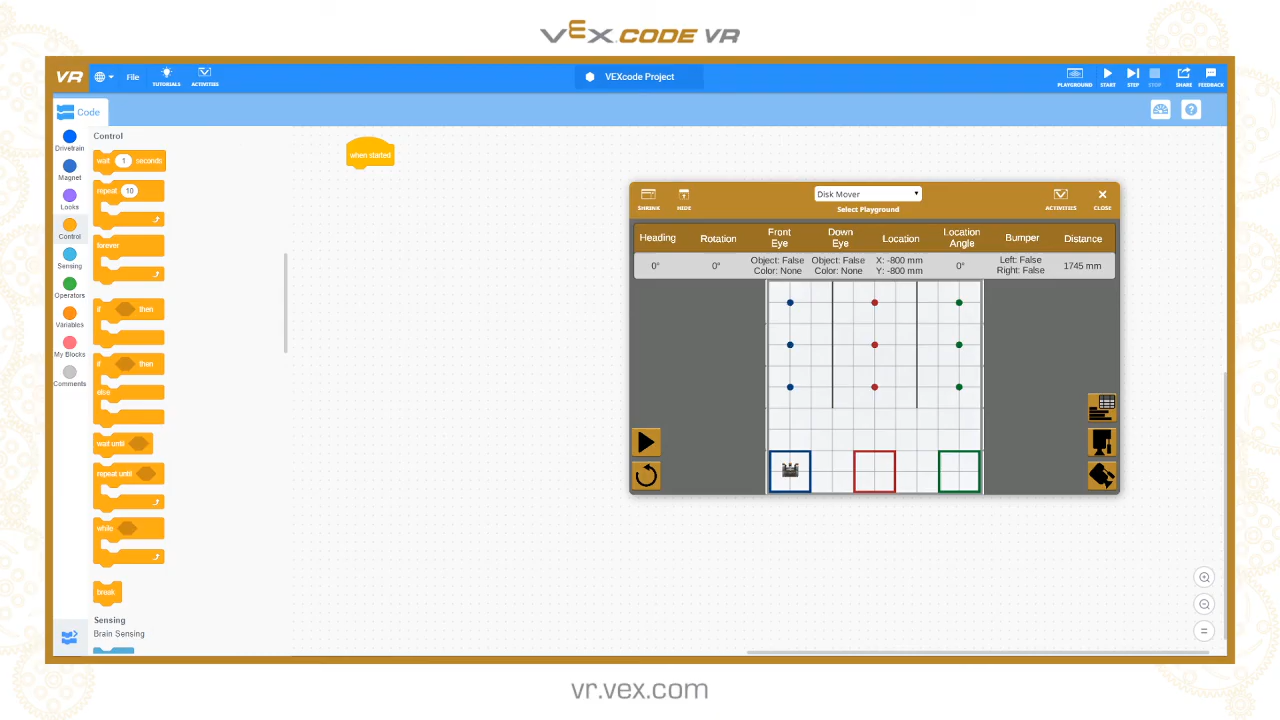 VEX CODE VR
VR
File
TUTORIALS
ACTIVITIES
VEXcode Project
PLAYGROUND
START
STEP
STOP
SHARE
FEEDBACK
Code
Drivetrain
Magnet
Looks
Control
Sensing
Operators
Variables
My Blocks
Comments
Control
wait 1 seconds
repeat 10
forever
if then
if then
else
wait until
repeat until
while
break
Sensing
Brain Sensing
when started
SHRINK
HIDE
Disk Mover
Select Playground
ACTIVITIES
CLOSE
Heading Rotation Front Eye Down Eye Location Location Angle Bumper Distance
0° 0° Object: False Object: False X: -800 mm 0° Left: False 1745 mm
Color: None Color: None Y: -800 mm Right: False
vr.vex.com